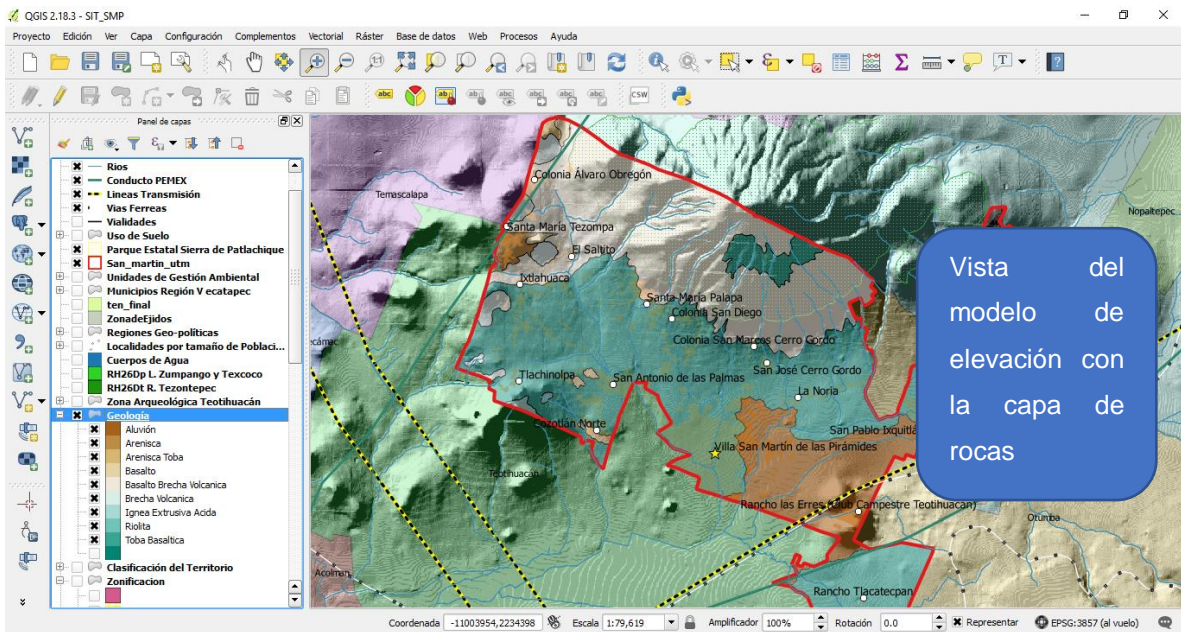 QGIS 2.18.3 - SIT_SMP
Proyecto Edición Ver Capa Configuración Complementos Vectorial Ráster Base de datos Web Procesos Ayuda
Panel de capas
Rios
Conducto PEMEX
Lineas Transmisión
Vias Ferreas
Vialidades
Uso de Suelo
Parque Estatal Sierra de Patlachique
San_martin_utm
Unidades de Gestión Ambiental
Municipios Región V ecatapec
ten_final
ZonadeEjidos
Regiones Geo-políticas
Localidades por tamaño de Poblaci...
Cuerpos de Agua
RH26Dp L. Zumpango y Texcoco
RH26Dt R. Tezontepec
Zona Arqueológica Teotihuacán
Geología
Aluvión
Arenisca
Arenisca Toba
Basalto
Basalto Brecha Volcanica
Brecha Volcanica
Ignea Extrusiva Acida
Riolita
Toba Basaltica
Clasificación del Territorio
Zonificacion
Colonia Álvaro Obregón
Temascalapa
Nopaltepec
Santa María Tezompa
El Saltito
Ixtlahuaca
Santa María Palapa
Colonia San Diego
Colonia San Marcos Cerro Gordo
San José Cerro Gordo
Tlachinolpa
San Antonio de las Palmas
La Noria
Cozotlán Norte
San Pablo Ixquitla
Villa San Martín de las Pirámides
Teotihuacán
Rancho las Erres (Club Campestre Teotihuacan)
Otumba
Acolman
Rancho Tlacatecpan
Vista del
modelo de
elevación con
la capa de
rocas
Coordenada -11003954,2234398 Escala 1:79,619 Amplificador 100% Rotación 0.0 Representar EPSG:3857 (al vuelo)